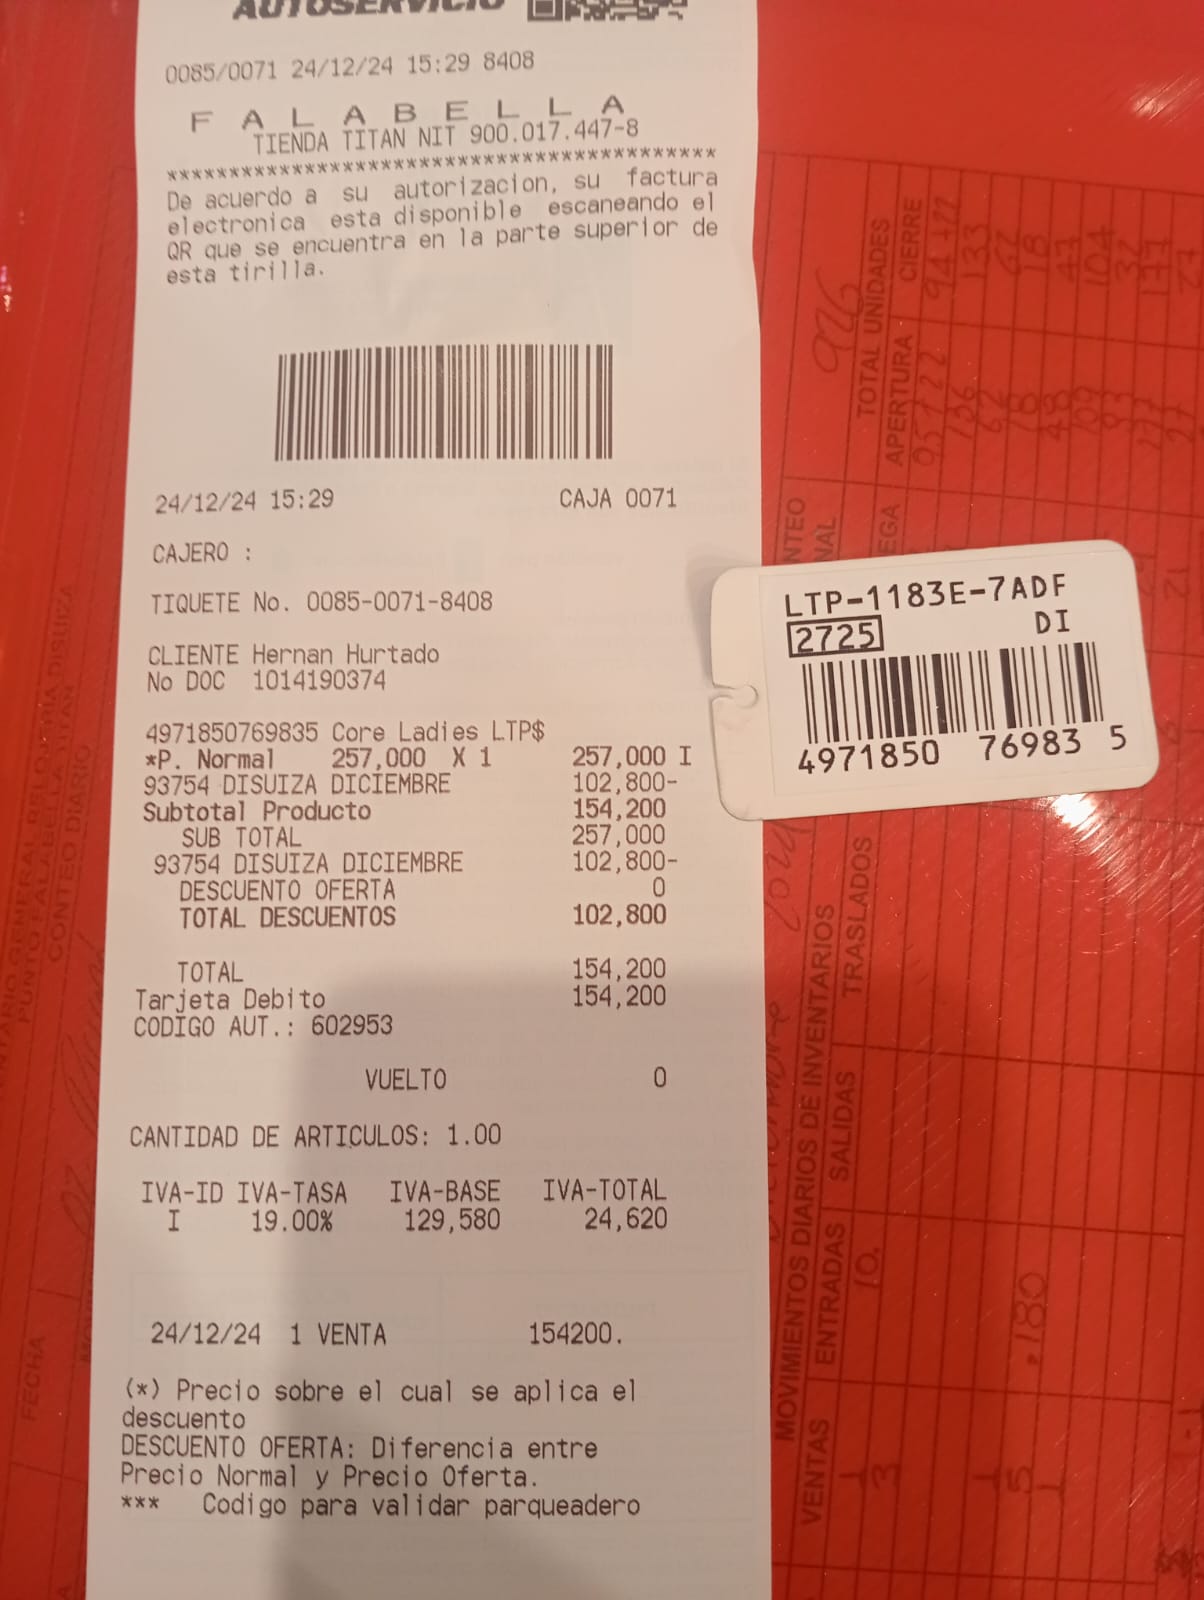 AUTOSERVICIO
0085/0071 24/12/24 15:29 8408
F A L A B E L L A
TIENDA TITAN NIT 900.017.447-8
*****************************************
De acuerdo a su autorizacion, su factura
electronica esta disponible escaneando el
QR que se encuentra en la parte superior de
esta tirilla.
24/12/24 15:29 CAJA 0071
CAJERO :
TIQUETE No. 0085-0071-8408
CLIENTE Hernan Hurtado
No DOC 1014190374
4971850769835 Core Ladies LTP$
*P. Normal 257,000 X 1 257,000 I
93754 DISUIZA DICIEMBRE 102,800-
Subtotal Producto 154,200
SUB TOTAL 257,000
93754 DISUIZA DICIEMBRE 102,800-
DESCUENTO OFERTA 0
TOTAL DESCUENTOS 102,800
TOTAL 154,200
Tarjeta Debito 154,200
CODIGO AUT.: 602953
VUELTO 0
CANTIDAD DE ARTICULOS: 1.00
IVA-ID IVA-TASA IVA-BASE IVA-TOTAL
I 19.00% 129,580 24,620
24/12/24 1 VENTA 154200.
(*) Precio sobre el cual se aplica el
descuento
DESCUENTO OFERTA: Diferencia entre
Precio Normal y Precio Oferta.
*** Codigo para validar parqueadero
LTP-1183E-7ADF
2725 DI
4971850 76983 5
PUNTO FALABELLA TITAN
CONTEO DIARIO
FECHA
MOVIMIENTOS DIARIOS DE INVENTARIOS
VENTAS ENTRADAS SALIDAS TRASLADOS
TOTAL UNIDADES 926
APERTURA CIERRE